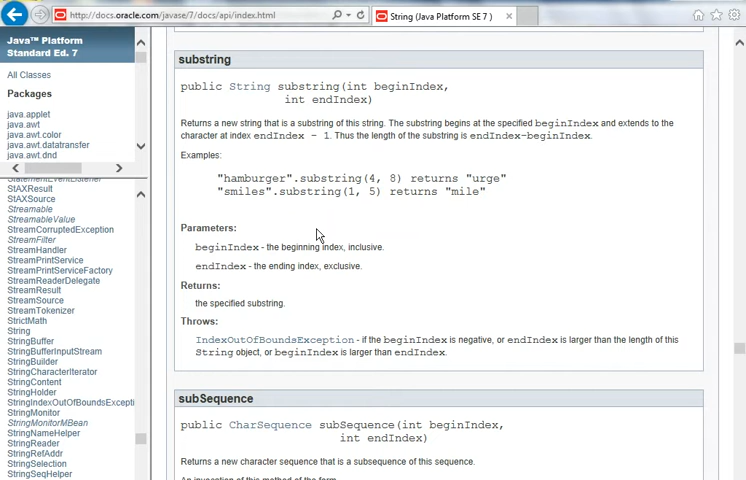 http://docs.oracle.com/javase/7/docs/api/index.html
String (Java Platform SE 7 )
Java™ Platform
Standard Ed. 7
All Classes
Packages
java.applet
java.awt
java.awt.color
java.awt.datatransfer
java.awt.dnd
StAXResult
StAXSource
Streamable
StreamableValue
StreamCorruptedException
StreamFilter
StreamHandler
StreamPrintService
StreamPrintServiceFactory
StreamReaderDelegate
StreamResult
StreamSource
StreamTokenizer
StrictMath
String
StringBuffer
StringBufferInputStream
StringBuilder
StringCharacterIterator
StringContent
StringHolder
StringIndexOutOfBoundsExcepti
StringMonitor
StringMonitorMBean
StringNameHelper
StringReader
StringRefAddr
StringSelection
StringSeqHelper
substring
public String substring(int beginIndex,
int endIndex)
Returns a new string that is a substring of this string. The substring begins at the specified beginIndex and extends to the
character at index endIndex - 1. Thus the length of the substring is endIndex-beginIndex.
Examples:
"hamburger".substring(4, 8) returns "urge"
"smiles".substring(1, 5) returns "mile"
Parameters:
beginIndex - the beginning index, inclusive.
endIndex - the ending index, exclusive.
Returns:
the specified substring.
Throws:
IndexOutOfBoundsException - if the beginIndex is negative, or endIndex is larger than the length of this
String object, or beginIndex is larger than endIndex.
subSequence
public CharSequence subSequence(int beginIndex,
int endIndex)
Returns a new character sequence that is a subsequence of this sequence.
An invocation of this method of the form